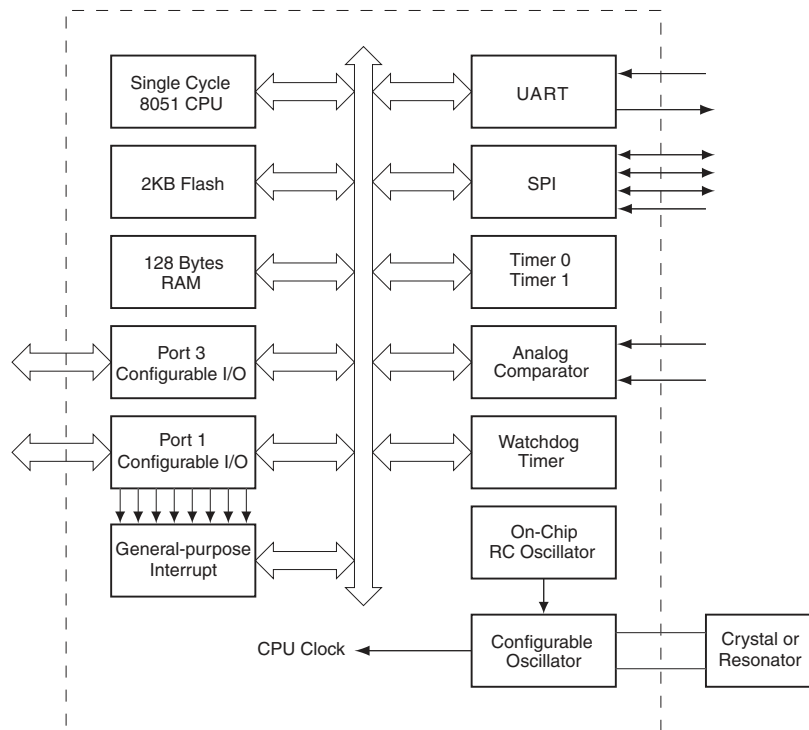 Single Cycle
8051 CPU
UART
2KB Flash
SPI
128 Bytes
RAM
Timer 0
Timer 1
Port 3
Configurable I/O
Analog
Comparator
Port 1
Configurable I/O
Watchdog
Timer
General-purpose
Interrupt
On-Chip
RC Oscillator
CPU Clock
Configurable
Oscillator
Crystal or
Resonator